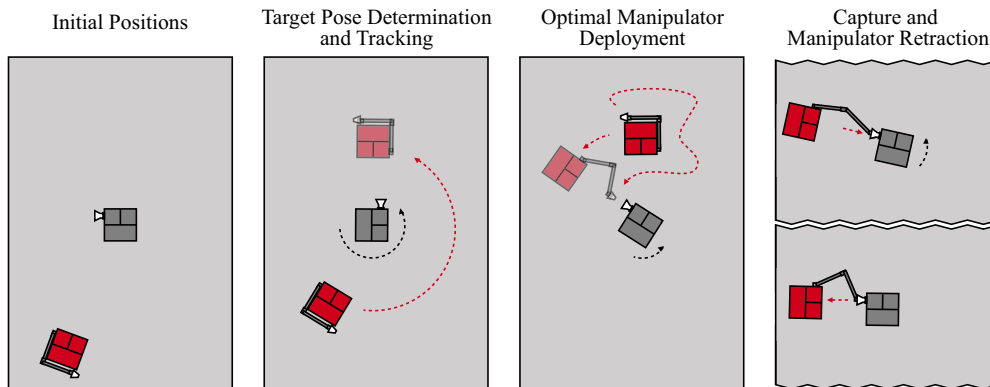 Initial Positions
Target Pose Determination
and Tracking
Optimal Manipulator
Deployment
Capture and
Manipulator Retraction